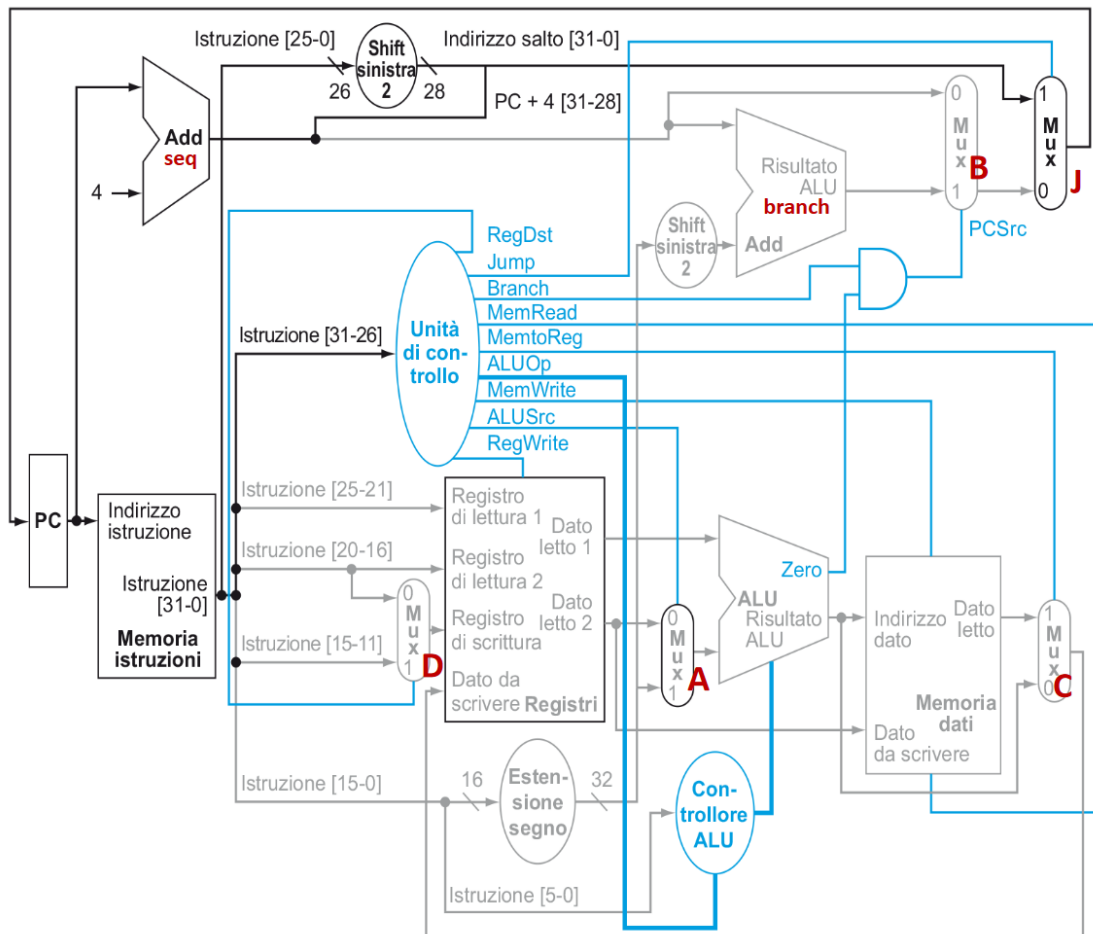 Istruzione [25-0]
Shift
sinistra
2
Indirizzo salto [31-0]
26
28
PC + 4 [31-28]
Add
seq
4
0
M
u
x
1
B
1
M
u
x
0
J
Risultato
ALU
branch
Add
Shift
sinistra
2
PCSrc
RegDst
Jump
Branch
MemRead
MemtoReg
ALUOp
MemWrite
ALUSrc
RegWrite
Istruzione [31-26]
Unità
di con-
trollo
PC
Indirizzo
istruzione
Istruzione
[31-0]
Memoria
istruzioni
Istruzione [25-21]
Istruzione [20-16]
Istruzione [15-11]
0
M
u
x
1
D
Registro
di lettura 1
Registro
di lettura 2
Registro
di scrittura
Dato da
scrivere
Registri
Dato
letto 1
Dato
letto 2
0
M
u
x
1
A
Zero
ALU
Risultato
ALU
Indirizzo
dato
Dato
letto
Memoria
dati
Dato
da scrivere
1
M
u
x
0
C
Istruzione [15-0]
16
Esten-
sione
segno
32
Con-
trollore
ALU
Istruzione [5-0]